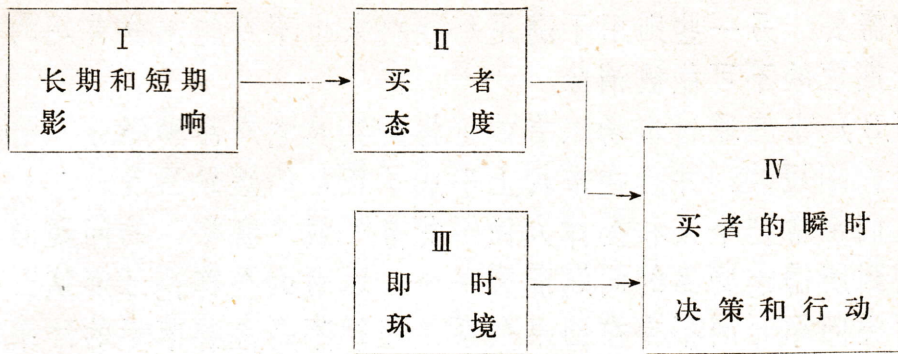 Ⅰ
长期和短期
影响
Ⅱ
买者
态度
Ⅲ
即时
环境
Ⅳ
买者的瞬时
决策和行动